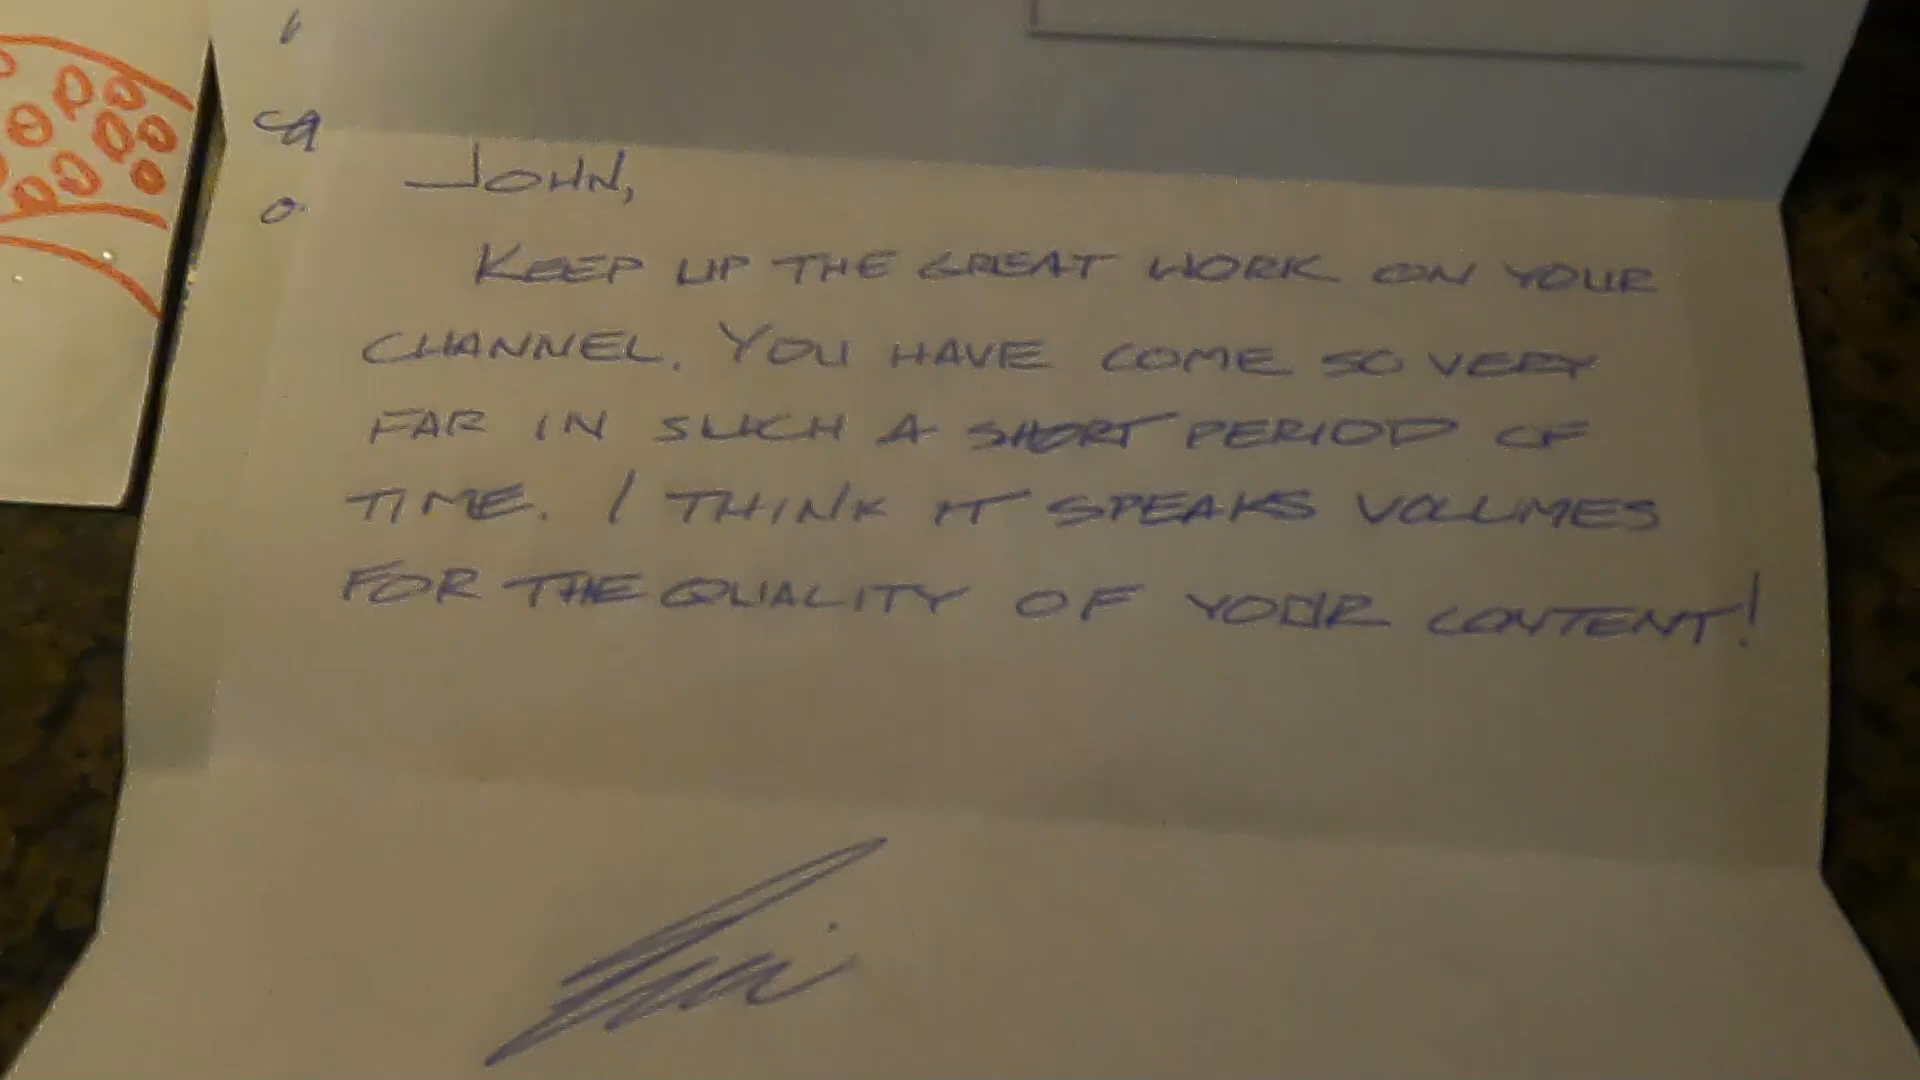 JOHN,
KEEP UP THE GREAT WORK ON YOUR
CHANNEL. YOU HAVE COME SO VERY
FAR IN SUCH A SHORT PERIOD OF
TIME. I THINK IT SPEAKS VOLUMES
FOR THE QUALITY OF YOUR CONTENT!